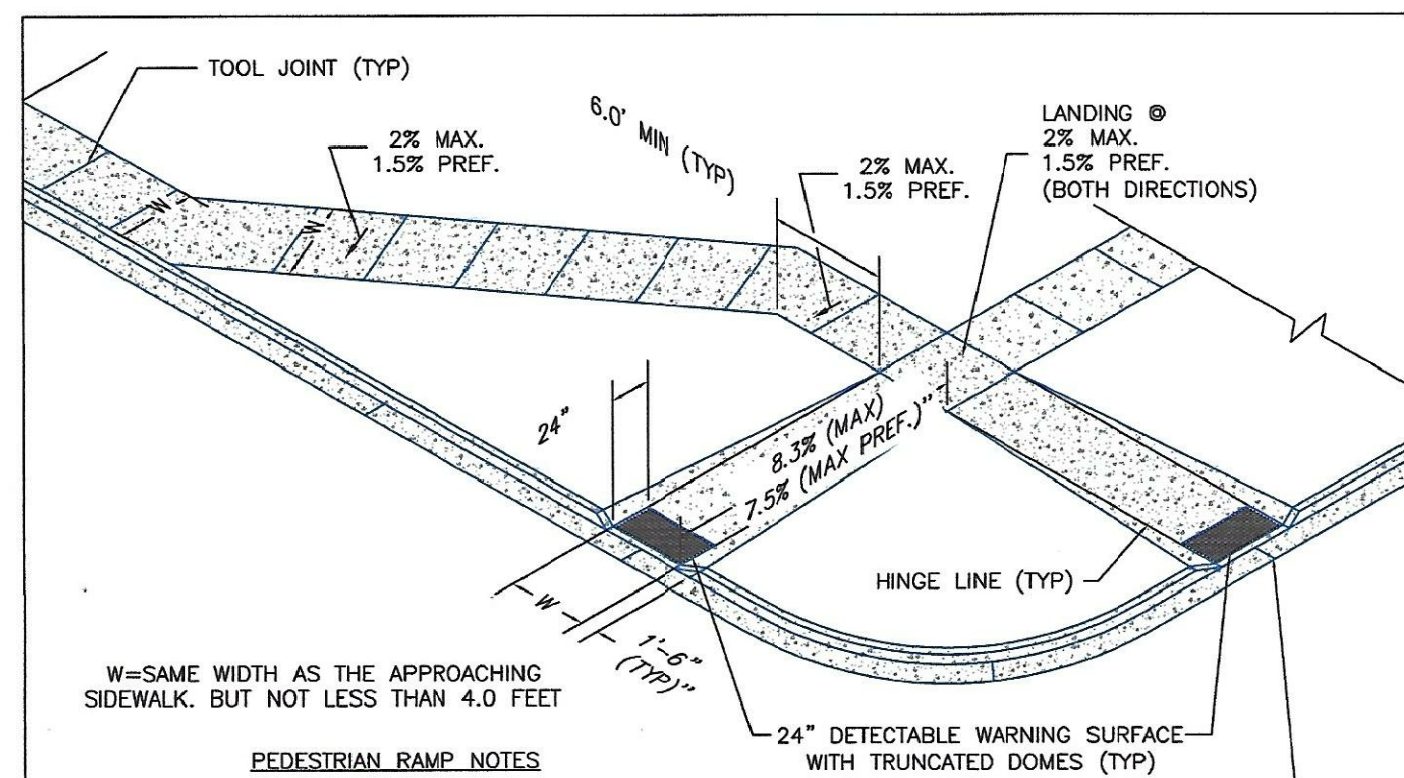 TOOL JOINT (TYP)
2% MAX.
1.5% PREF.
6.0' MIN (TYP)
2% MAX.
1.5% PREF.
LANDING @
2% MAX.
1.5% PREF.
(BOTH DIRECTIONS)
W
W
24"
8.3% (MAX)
7.5% (MAX PREF.)"
HINGE LINE (TYP)
W
1'-6"
(TYP)"
W=SAME WIDTH AS THE APPROACHING
SIDEWALK. BUT NOT LESS THAN 4.0 FEET
24" DETECTABLE WARNING SURFACE
WITH TRUNCATED DOMES (TYP)
PEDESTRIAN RAMP NOTES